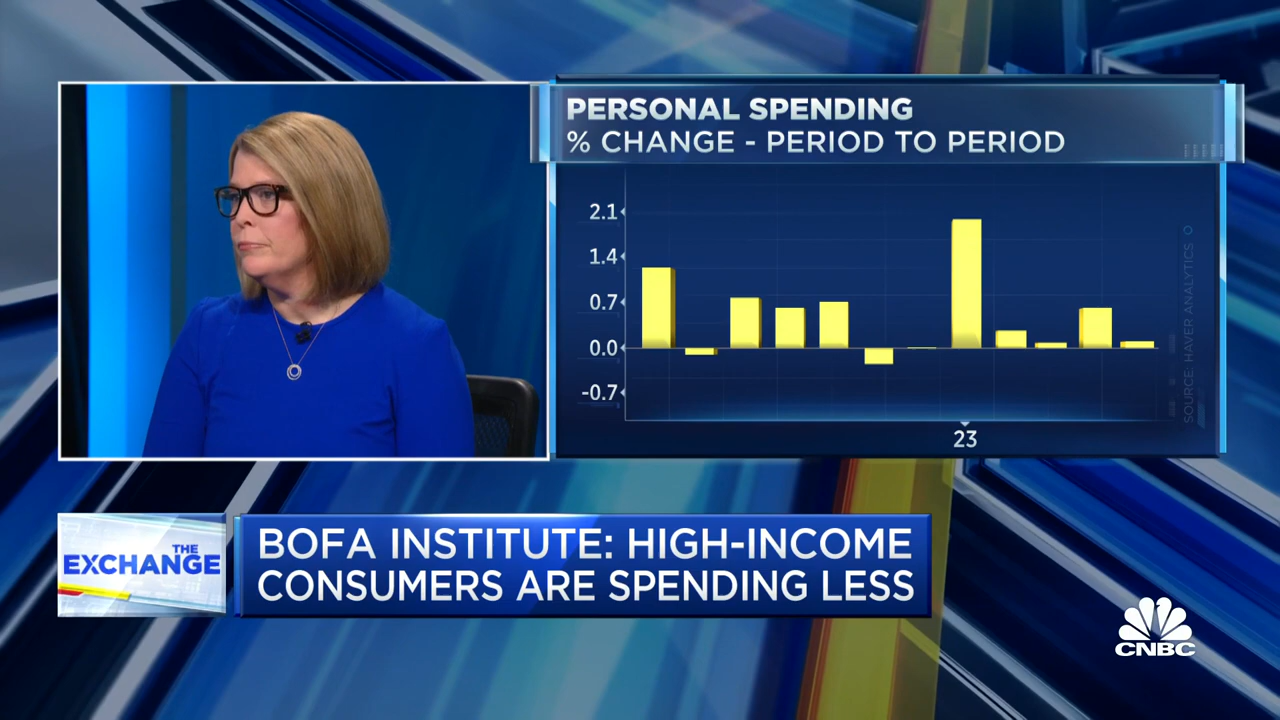 PERSONAL SPENDING
% CHANGE - PERIOD TO PERIOD
2.1
1.4
0.7
0.0
-0.7
23
SOURCE: HAVER ANALYTICS
THE
EXCHANGE
BOFA INSTITUTE: HIGH-INCOME
CONSUMERS ARE SPENDING LESS
CNBC